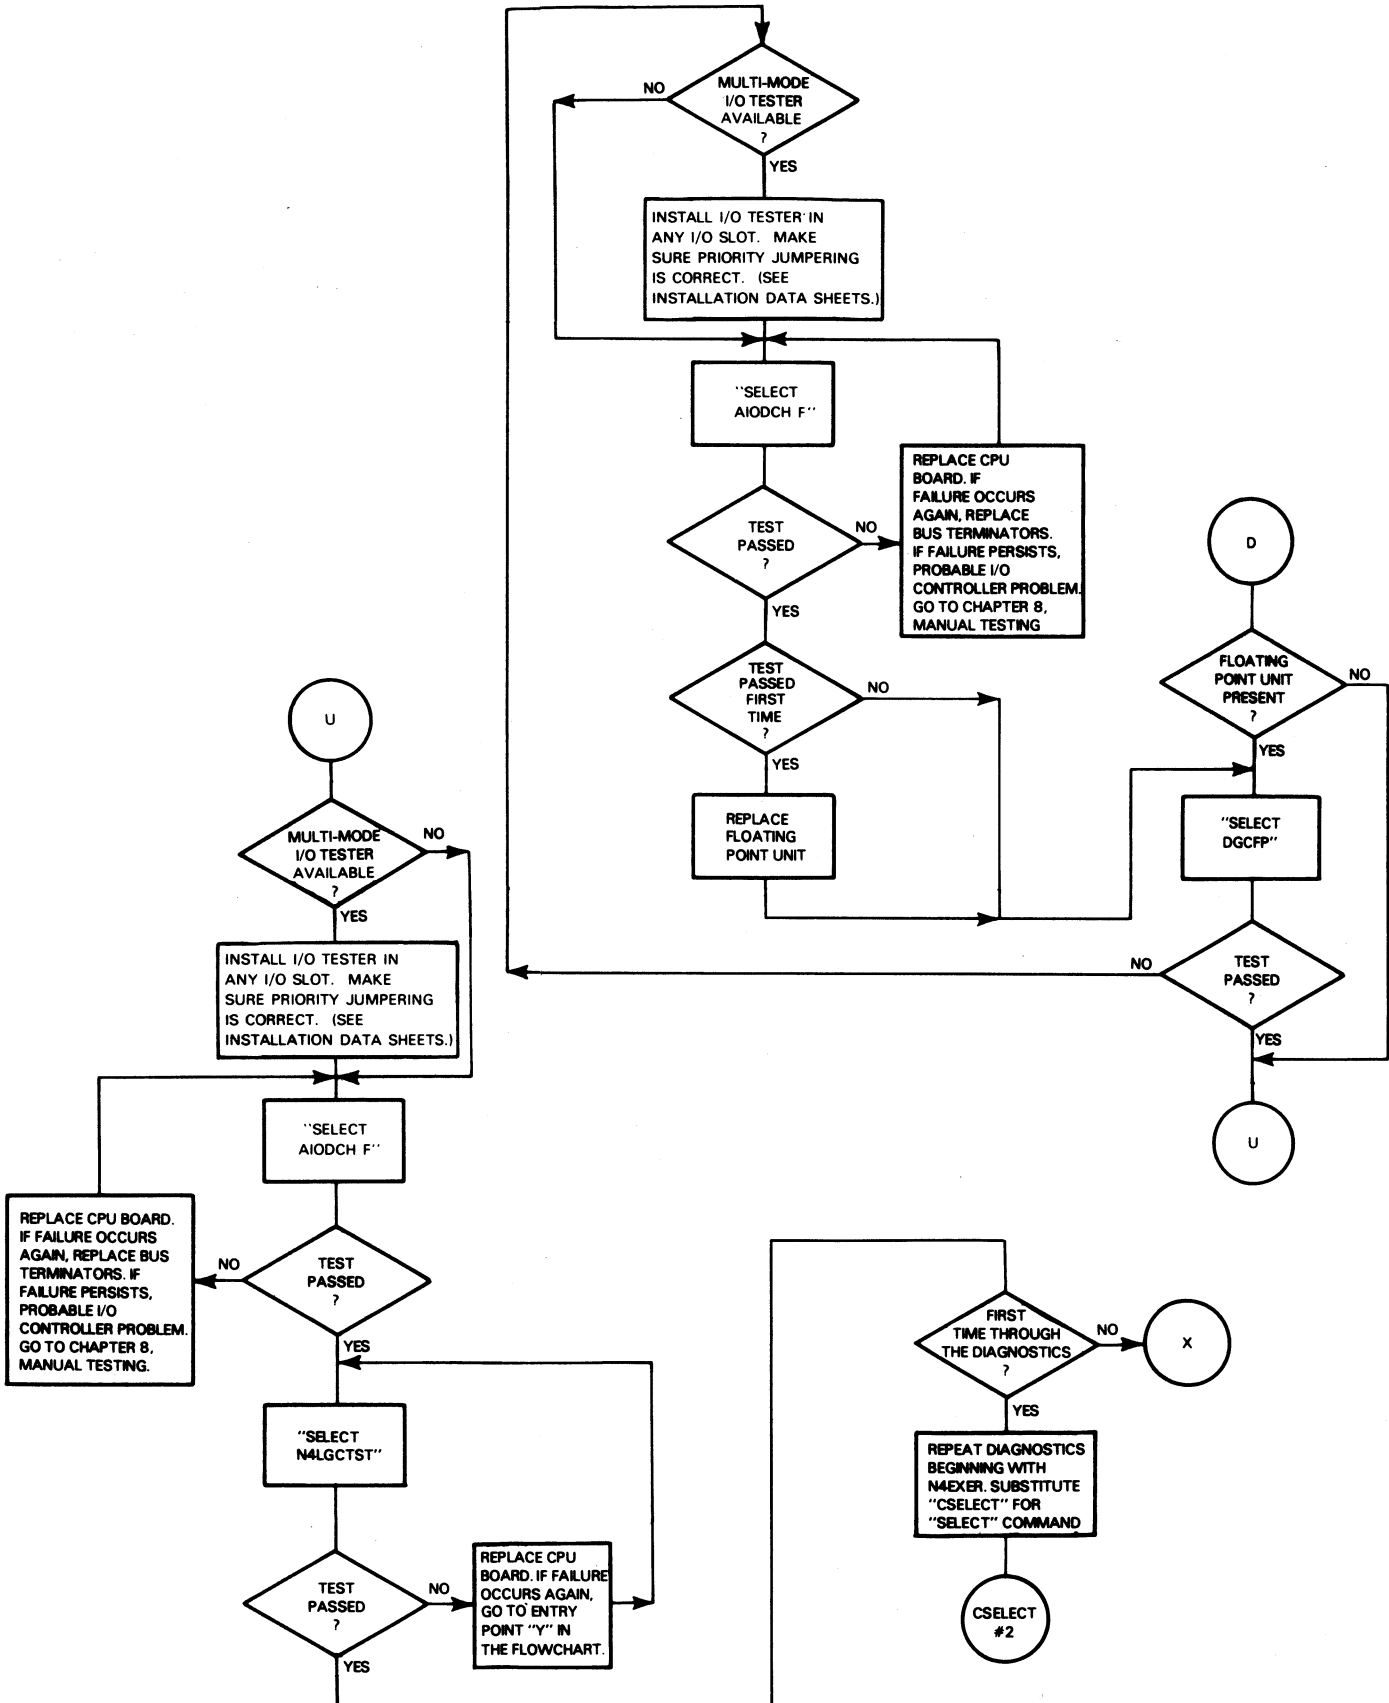 NO
MULTI-MODE
I/O TESTER
AVAILABLE
?
YES
INSTALL I/O TESTER IN
ANY I/O SLOT. MAKE
SURE PRIORITY JUMPERING
IS CORRECT. (SEE
INSTALLATION DATA SHEETS.)
"SELECT
AIODCH F"
TEST
PASSED
?
NO
YES
REPLACE CPU
BOARD. IF
FAILURE OCCURS
AGAIN, REPLACE
BUS TERMINATORS.
IF FAILURE PERSISTS,
PROBABLE I/O
CONTROLLER PROBLEM.
GO TO CHAPTER 8,
MANUAL TESTING
TEST
PASSED
FIRST
TIME
?
NO
YES
REPLACE
FLOATING
POINT UNIT
D
FLOATING
POINT UNIT
PRESENT
?
NO
YES
"SELECT
DGCFP"
NO
TEST
PASSED
?
YES
U
U
MULTI-MODE
I/O TESTER
AVAILABLE
?
NO
YES
INSTALL I/O TESTER IN
ANY I/O SLOT. MAKE
SURE PRIORITY JUMPERING
IS CORRECT. (SEE
INSTALLATION DATA SHEETS.)
"SELECT
AIODCH F"
REPLACE CPU BOARD.
IF FAILURE OCCURS
AGAIN, REPLACE BUS
TERMINATORS. IF
FAILURE PERSISTS,
PROBABLE I/O
CONTROLLER PROBLEM.
GO TO CHAPTER 8,
MANUAL TESTING.
NO
TEST
PASSED
?
YES
"SELECT
N4LGCTST"
TEST
PASSED
?
NO
YES
REPLACE CPU
BOARD. IF FAILURE
OCCURS AGAIN,
GO TO ENTRY
POINT "Y" IN
THE FLOWCHART.
FIRST
TIME THROUGH
THE DIAGNOSTICS
?
NO
X
YES
REPEAT DIAGNOSTICS
BEGINNING WITH
N4EXER. SUBSTITUTE
"CSELECT" FOR
"SELECT" COMMAND
CSELECT
#2